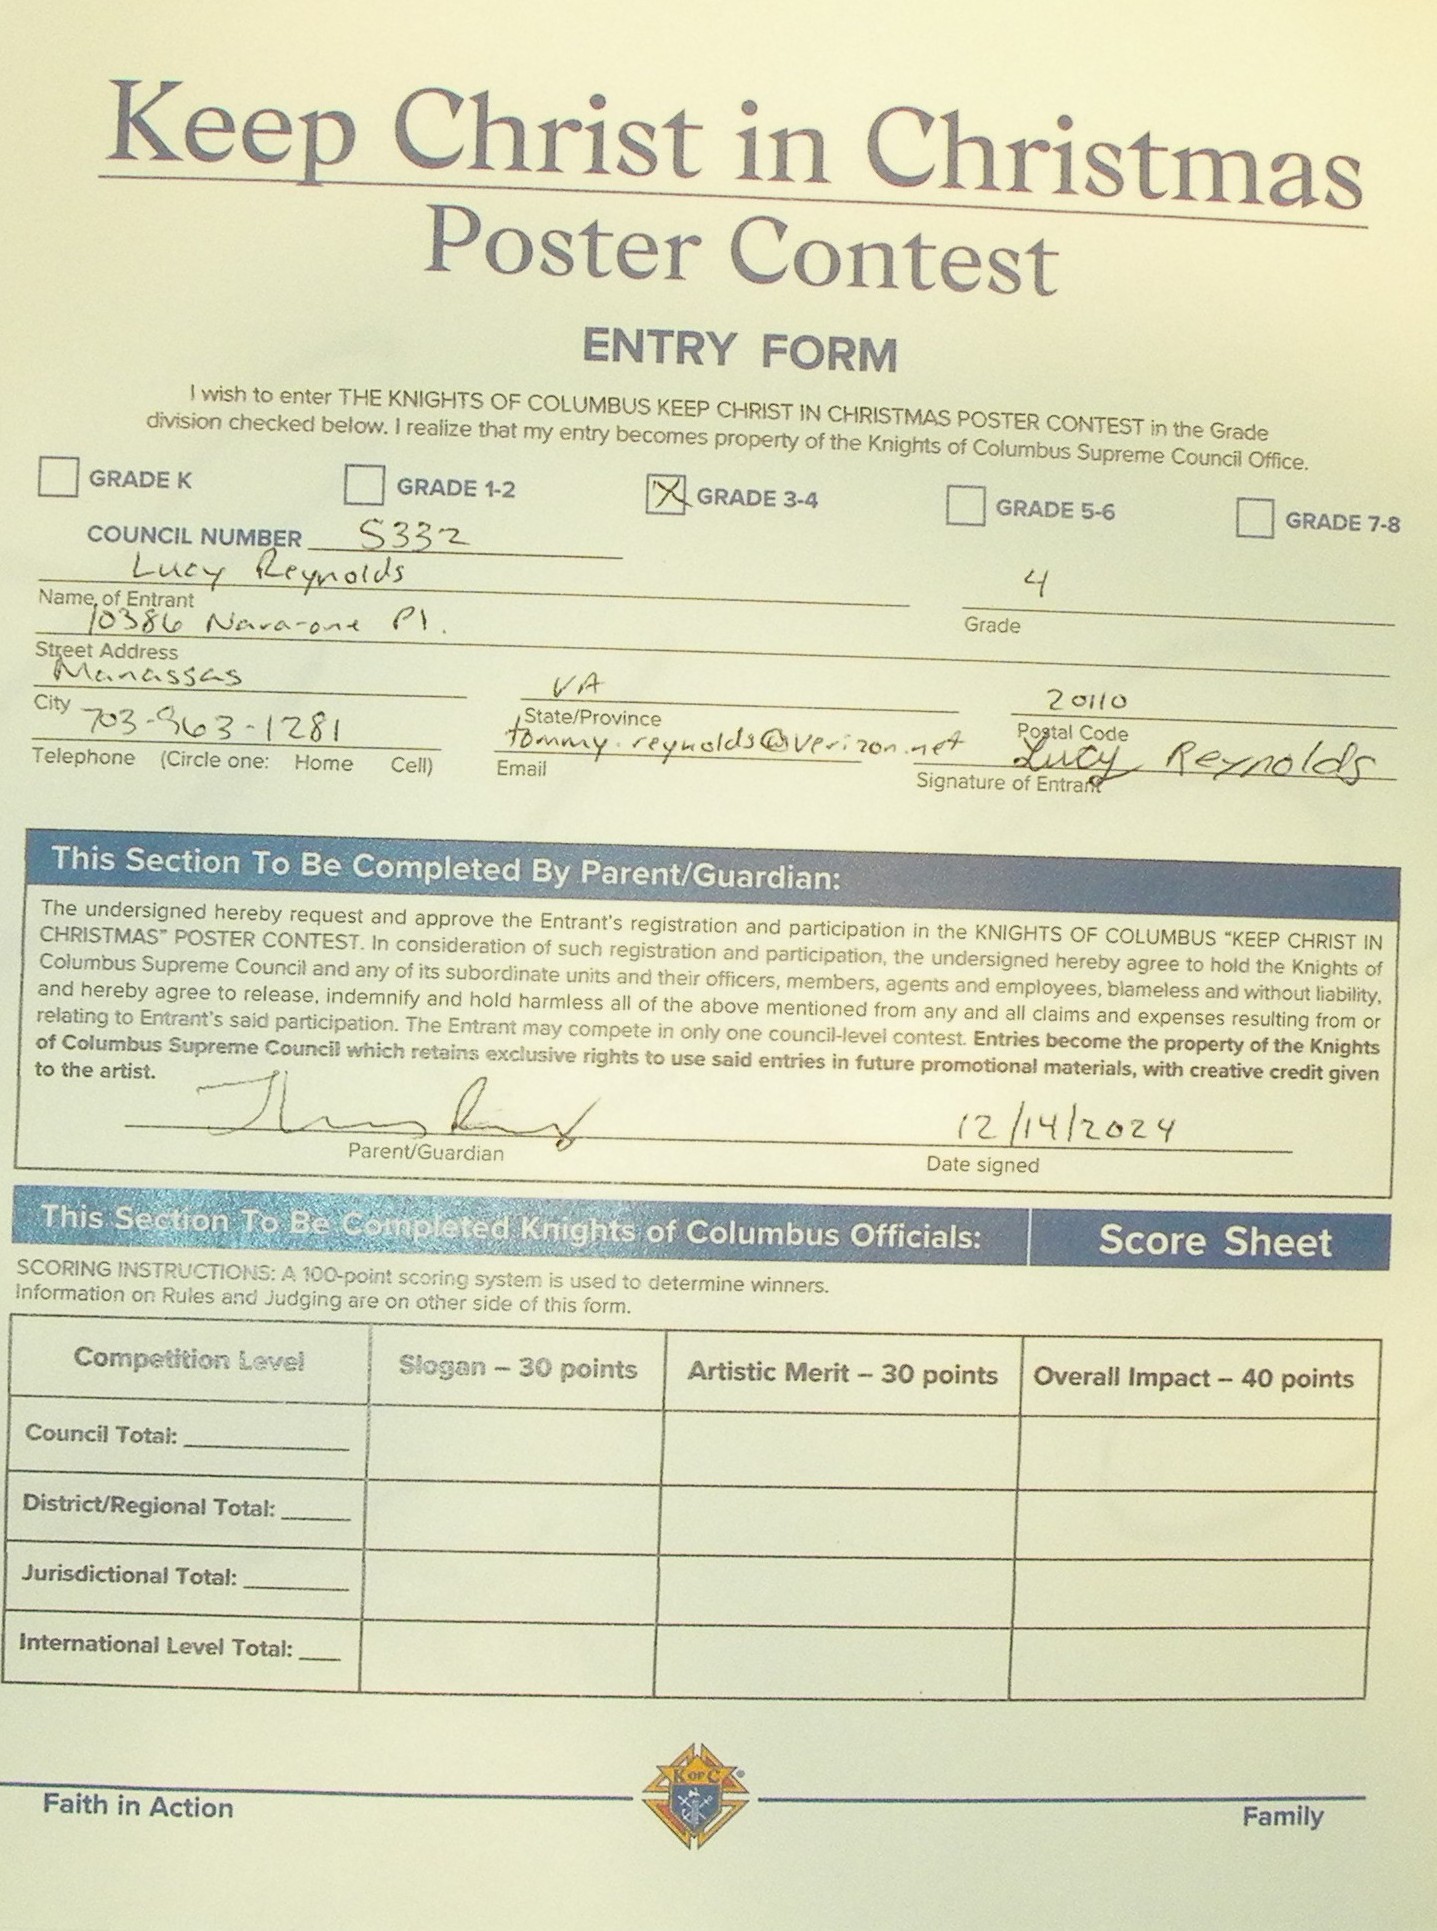 Keep Christ in Christmas
Poster Contest
ENTRY FORM
I wish to enter THE KNIGHTS OF COLUMBUS KEEP CHRIST IN CHRISTMAS POSTER CONTEST in the Grade
division checked below. I realize that my entry becomes property of the Knights of Columbus Supreme Council Office.
GRADE K GRADE 1-2 X GRADE 3-4 GRADE 5-6 GRADE 7-8
COUNCIL NUMBER 5332
Lucy Reynolds 4
Name of Entrant Grade
10386 Pl.
Street Address
Manassas VA 20110
City State/Province Postal Code
703-963-1281 tommy.reynolds@verizon.net Lucy Reynolds
Telephone (Circle one: Home Cell) Email Signature of Entrant
This Section To Be Completed By Parent/Guardian:
The undersigned hereby request and approve the Entrant's registration and participation in the KNIGHTS OF COLUMBUS "KEEP CHRIST IN
CHRISTMAS" POSTER CONTEST. In consideration of such registration and participation, the undersigned hereby agree to hold the Knights of
Columbus Supreme Council and any of its subordinate units and their officers, members, agents and employees, blameless and without liability,
and hereby agree to release, indemnify and hold harmless all of the above mentioned from any and all claims and expenses resulting from or
relating to Entrant's said participation. The Entrant may compete in only one council-level contest. Entries become the property of the Knights
of Columbus Supreme Council which retains exclusive rights to use said entries in future promotional materials, with creative credit given
to the artist.
12/14/2024
Parent/Guardian Date signed
This Section To Be Completed Knights of Columbus Officials: Score Sheet
SCORING INSTRUCTIONS: A 100-point scoring system is used to determine winners.
Information on Rules and Judging are on other side of this form.
Competition Level Slogan – 30 points Artistic Merit – 30 points Overall Impact – 40 points
Council Total:
District/Regional Total:
Jurisdictional Total:
International Level Total:
K OF C
Faith in Action Family